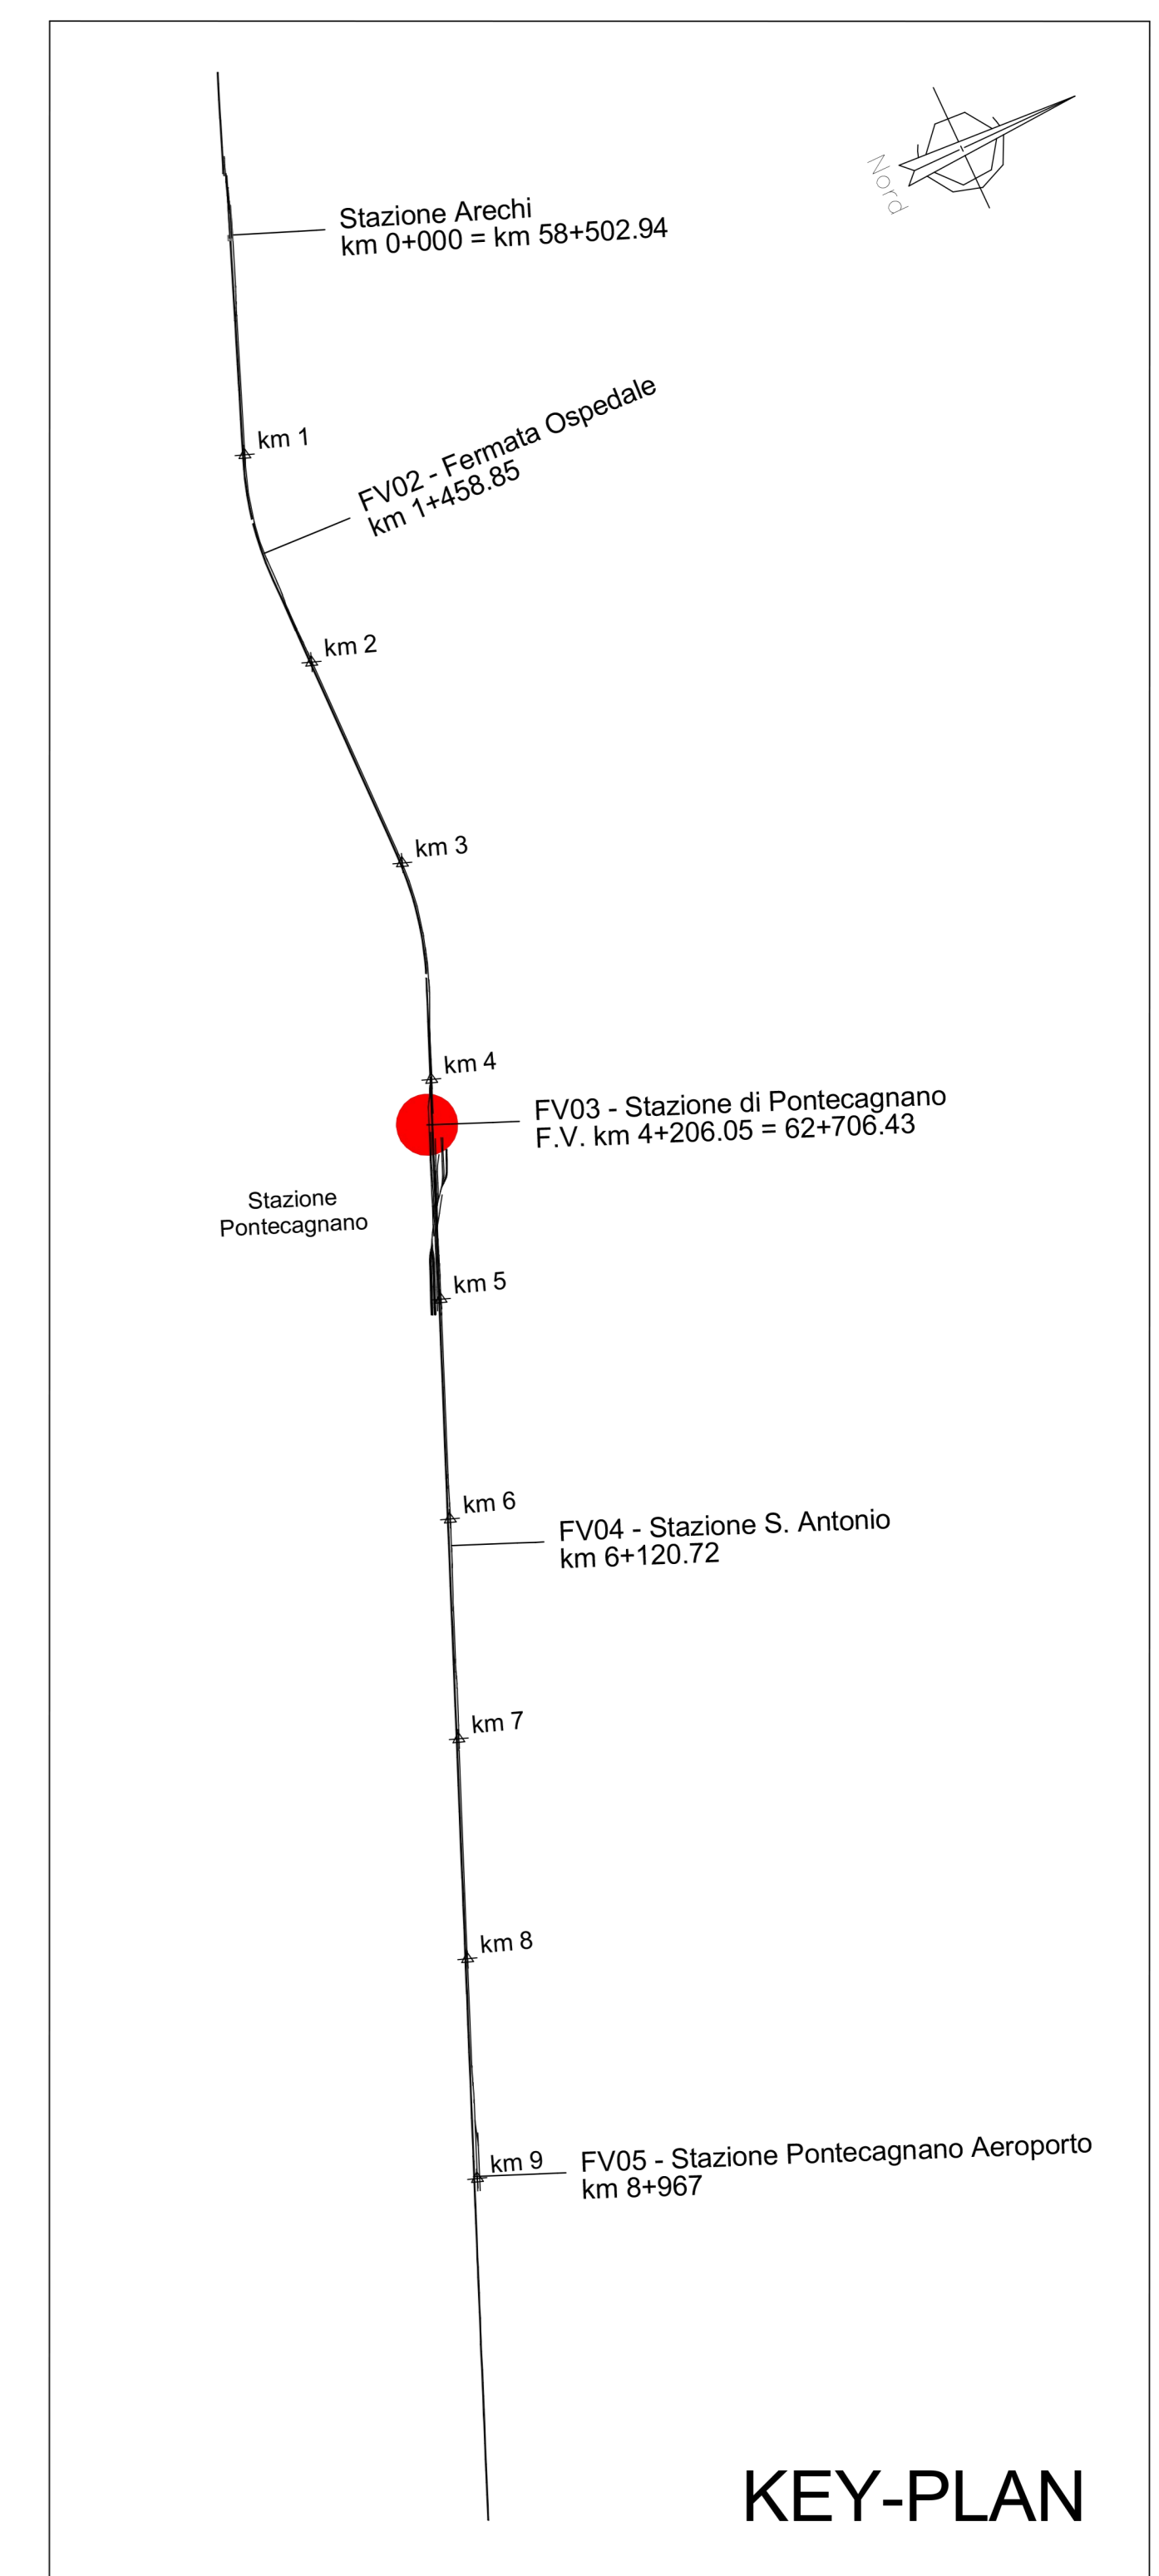 Nord
Stazione Arechi
km 0+000 = km 58+502.94
km 1
FV02 - Fermata Ospedale
km 1+458.85
km 2
km 3
km 4
FV03 - Stazione di Pontecagnano
F.V. km 4+206.05 = 62+706.43
Stazione
Pontecagnano
km 5
km 6
FV04 - Stazione S. Antonio
km 6+120.72
km 7
km 8
km 9
FV05 - Stazione Pontecagnano Aeroporto
km 8+967
KEY-PLAN